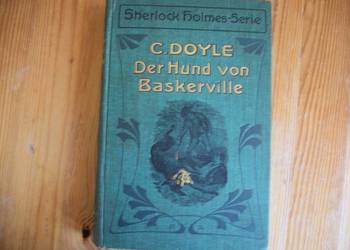 Sherlock Holmes-Serie
C. DOYLE
Der Hund von
Baskerville